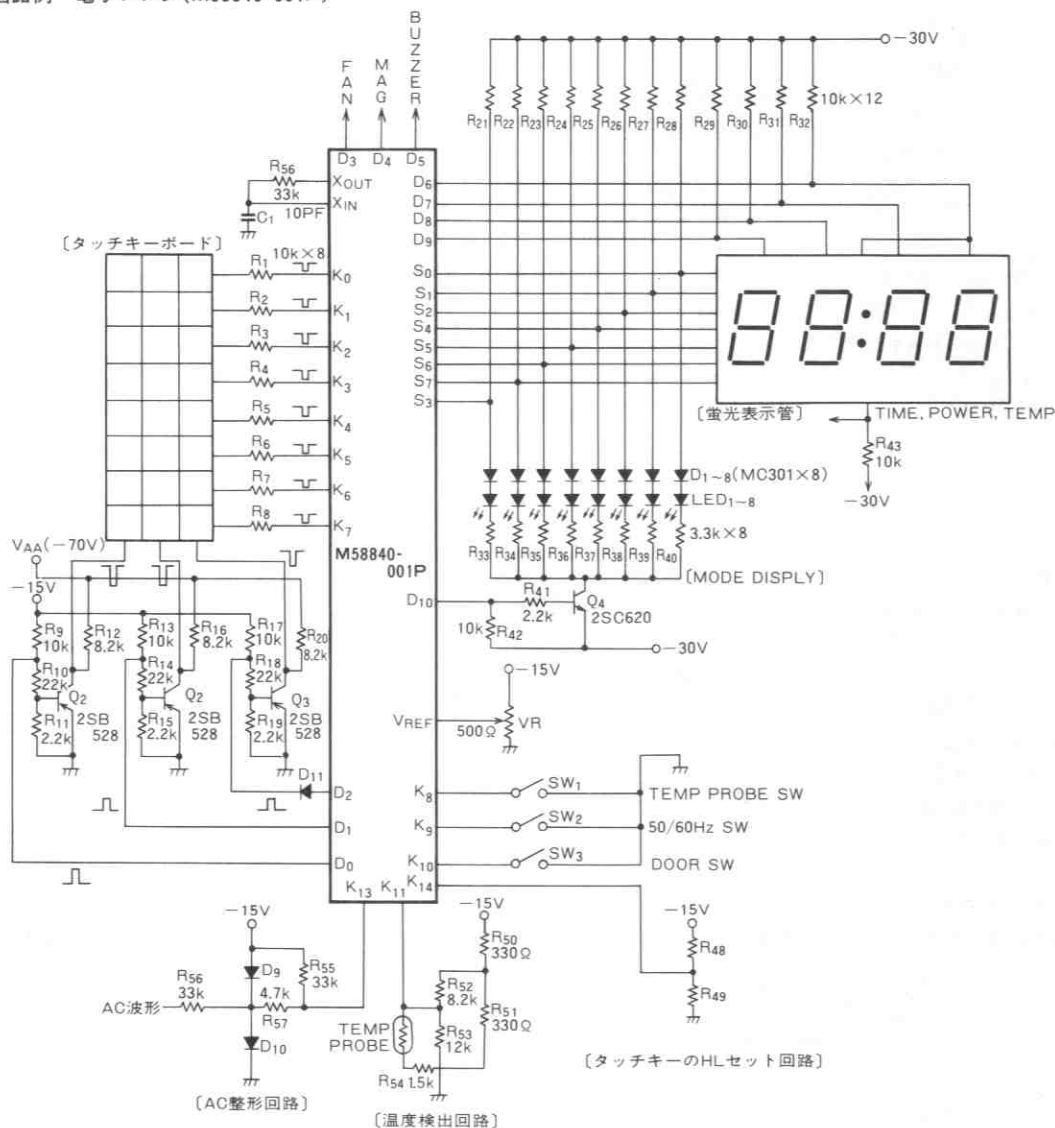 FAN
MAG
BUZZER
−30V
R21 R22 R23 R24 R25 R26 R27 R28 R29 R30 R31 R32
10k×12
D3 D4 D5
R56
33k
XOUT
XIN
C1 10PF
D6
D7
D8
D9
〔タッチキーボード〕
10k×8
R1
R2
R3
R4
R5
R6
R7
R8
K0
K1
K2
K3
K4
K5
K6
K7
S0
S1
S2
S4
S5
S6
S7
S3
88:88
〔蛍光表示管〕
TIME, POWER, TEMP
R43
10k
−30V
D1~8(MC301×8)
LED1~8
3.3k×8
R33 R34 R35 R36 R37 R38 R39 R40
〔MODE DISPLAY〕
M58840-
001P
VAA(−70V)
−15V
R9
10k
R12
8.2k
R13
10k
R16
8.2k
R17
10k
R20
8.2k
R10
22k
R14
22k
R18
22k
Q2
2SB
528
Q2
2SB
528
Q3
2SB
528
R11
2.2k
R15
2.2k
R19
2.2k
D11
D2
D1
D0
D10
R41
2.2k
Q4
2SC620
10k R42
−30V
−15V
VREF
500Ω
VR
K8
K9
K10
K14
SW1
SW2
SW3
TEMP PROBE SW
50/60Hz SW
DOOR SW
K13 K11
−15V
R56
33k
D9
R55
33k
4.7k
R57
AC波形
D10
〔AC整形回路〕
−15V
R50
330Ω
R52
8.2k
R51
330Ω
R53
12k
TEMP
PROBE
R54 1.5k
〔温度検出回路〕
−15V
R48
R49
〔タッチキーのHLセット回路〕